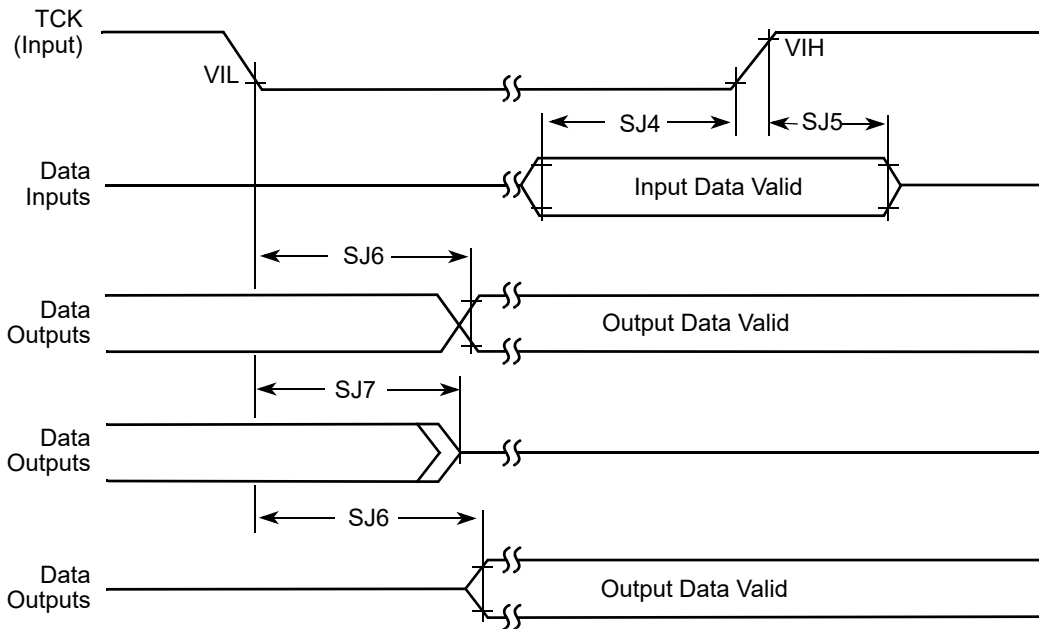 TCK
(Input)
VIL
VIH
SJ4
SJ5
Data
Inputs
Input Data Valid
SJ6
Data
Outputs
Output Data Valid
SJ7
Data
Outputs
SJ6
Data
Outputs
Output Data Valid